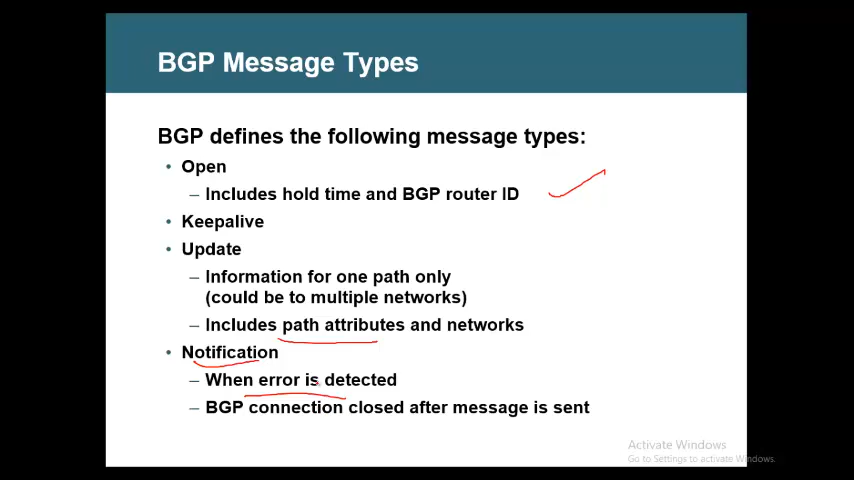 BGP Message Types
BGP defines the following message types:
• Open
– Includes hold time and BGP router ID
• Keepalive
• Update
– Information for one path only
(could be to multiple networks)
– Includes path attributes and networks
• Notification
– When error is detected
– BGP connection closed after message is sent
Activate Windows
Go to Settings to activate Windows.